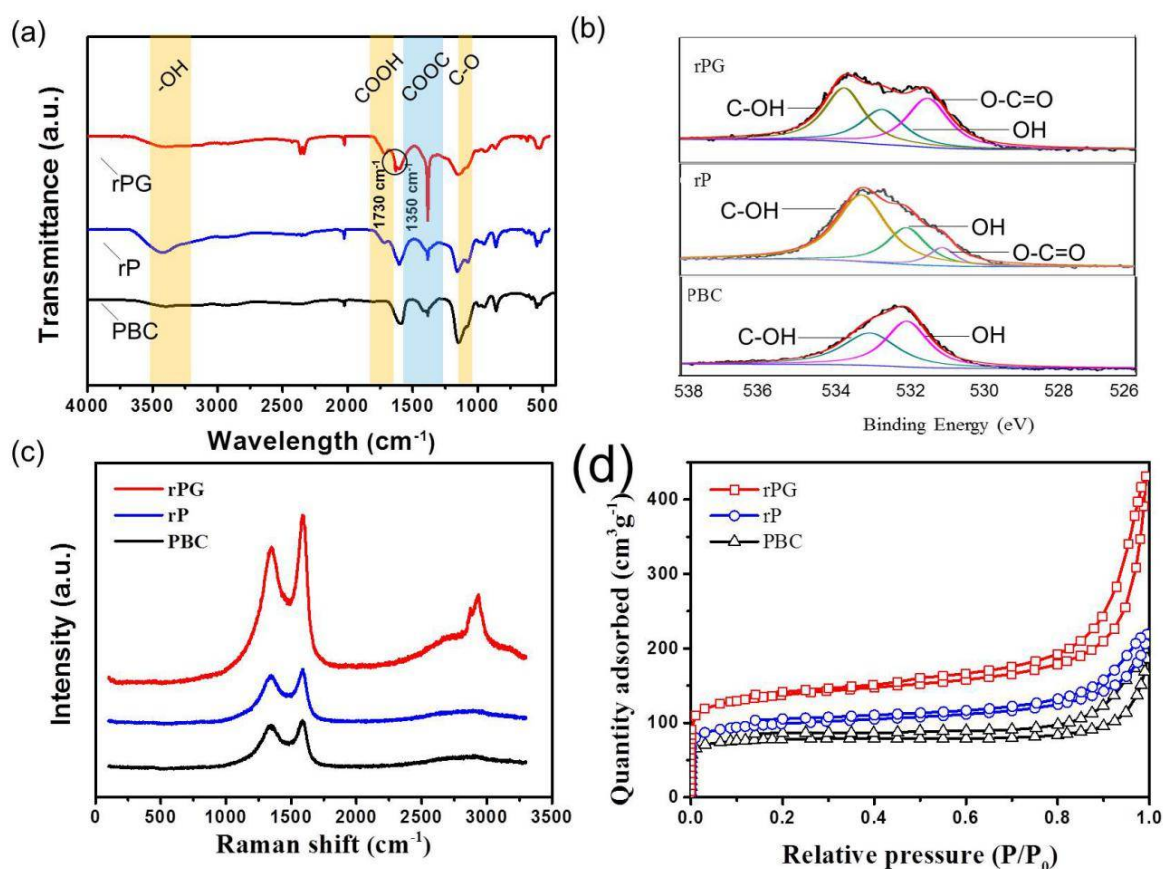 (a)
-OH
COOH
COOC
C-O
rPG
rP
PBC
1730 cm⁻¹
1350 cm⁻¹
Transmittance (a.u.)
4000 3500 3000 2500 2000 1500 1000 500
Wavelength (cm⁻¹)
(b)
rPG
C-OH
O-C=O
OH
rP
C-OH
OH
O-C=O
PBC
C-OH
OH
538 536 534 532 530 528 526
Binding Energy (eV)
(c)
rPG
rP
PBC
Intensity (a.u.)
0 500 1000 1500 2000 2500 3000 3500
Raman shift (cm⁻¹)
(d)
rPG
rP
PBC
Quantity adsorbed (cm³g⁻¹)
400
300
200
100
0
0.0 0.2 0.4 0.6 0.8 1.0
Relative pressure (P/P₀)